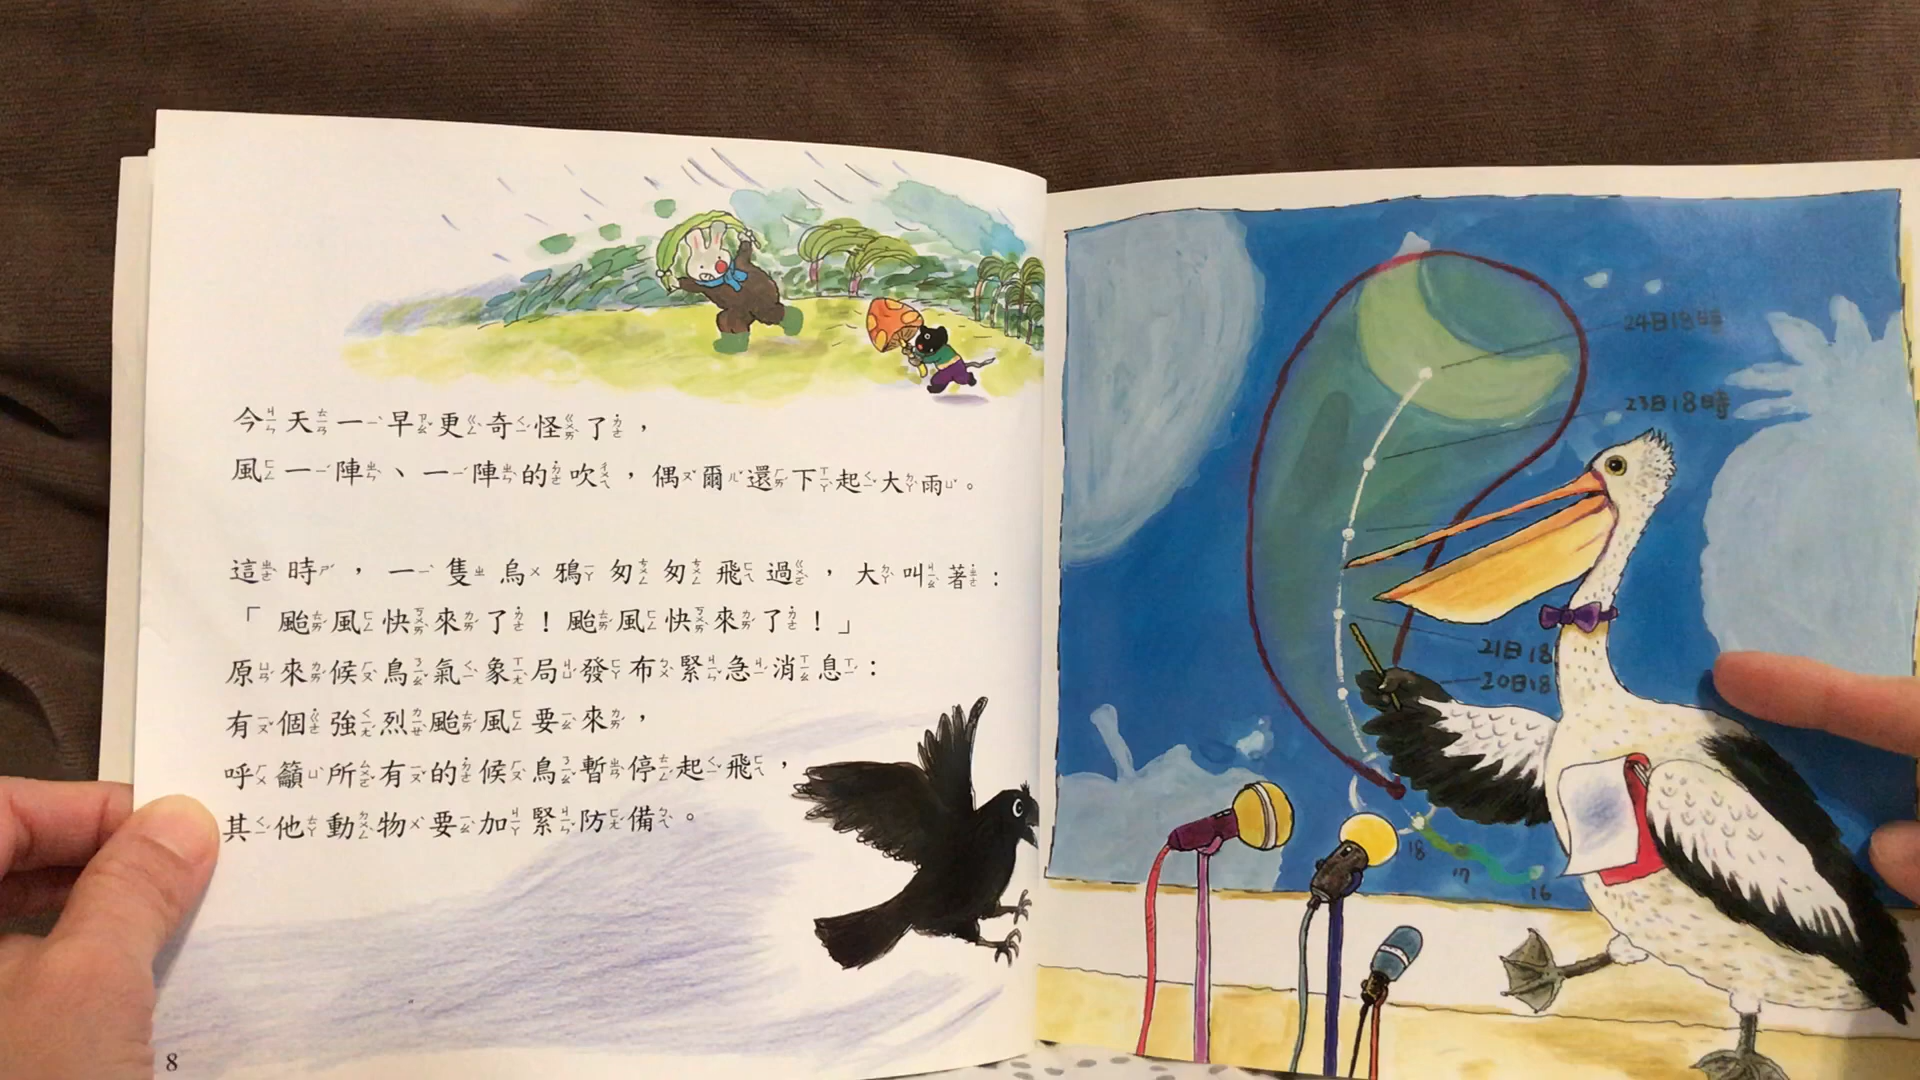 今天一早更奇怪了，
風一陣、一陣的吹，偶爾還下起大雨。
這時，一隻烏鴉匆匆飛過，大叫著：
「颱風快來了！颱風快來了！」
原來候鳥氣象局發布緊急消息：
有個強烈颱風要來，
呼籲所有的候鳥暫停起飛，
其他動物要加緊防備。
8
24日18時
23日18時
21日18
20日18
18
17
16